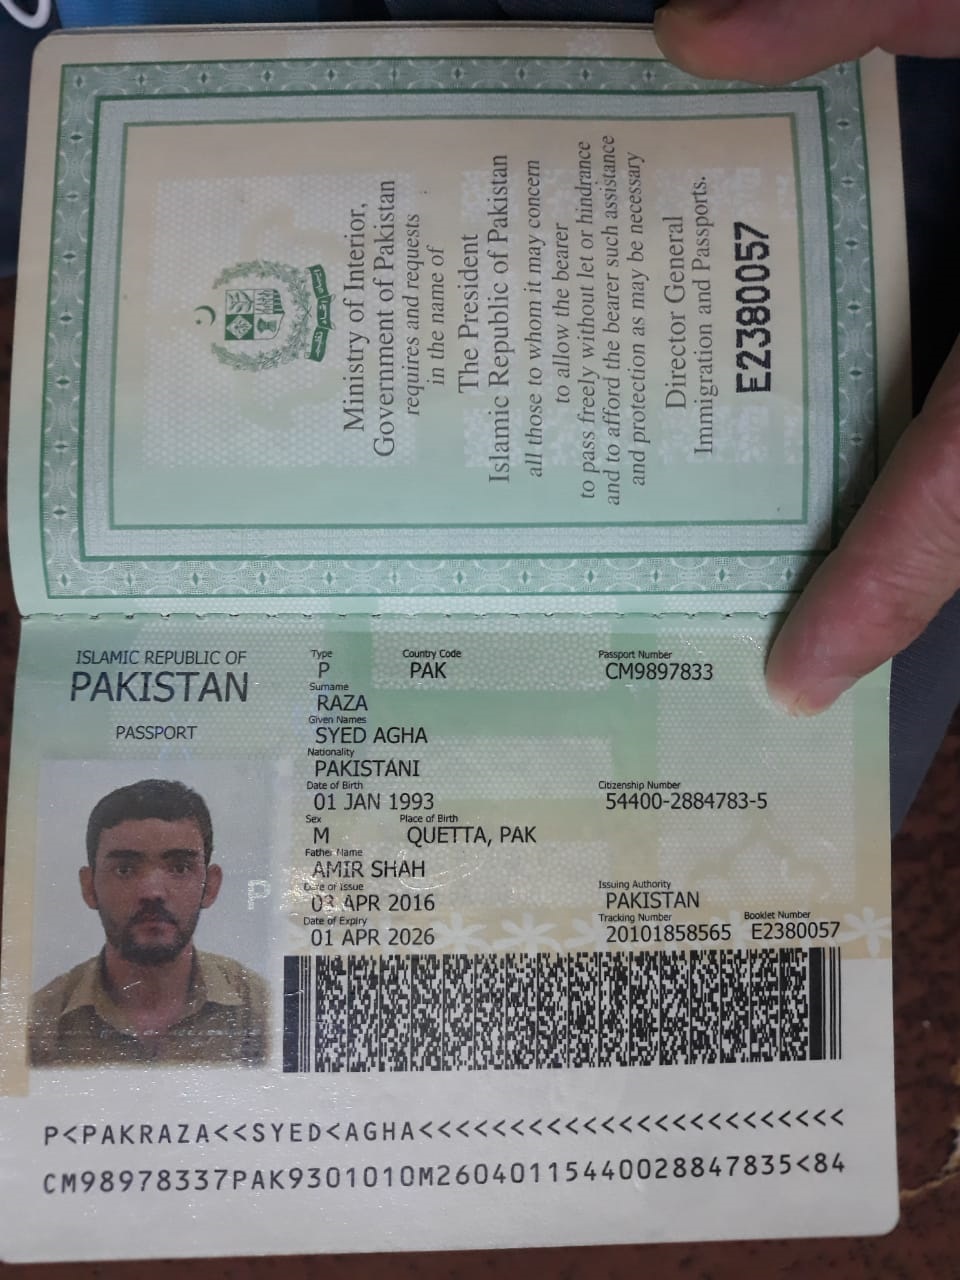 Ministry of Interior,
Government of Pakistan
requires and requests
in the name of
The President
Islamic Republic of Pakistan
all those to whom it may concern
to allow the bearer
to pass freely without let or hindrance
and to afford the bearer such assistance
and protection as may be necessary
Director General
Immigration and Passports.
E2380057
ISLAMIC REPUBLIC OF
PAKISTAN
PASSPORT
Type Country Code Passport Number
P PAK CM9897833
Surname
RAZA
Given Names
SYED AGHA
Nationality
PAKISTANI
Date of Birth Citizenship Number
01 JAN 1993 54400-2884783-5
Sex Place of Birth
M QUETTA, PAK
Father Name
AMIR SHAH
Date of Issue Issuing Authority
03 APR 2016 PAKISTAN
Date of Expiry Tracking Number Booklet Number
01 APR 2026 20101858565 E2380057
P<PAKRAZA<<SYED<AGHA<<<<<<<<<<<<<<<<<<<<<<<<
CM98978337PAK9301010M26040115440028847835<84